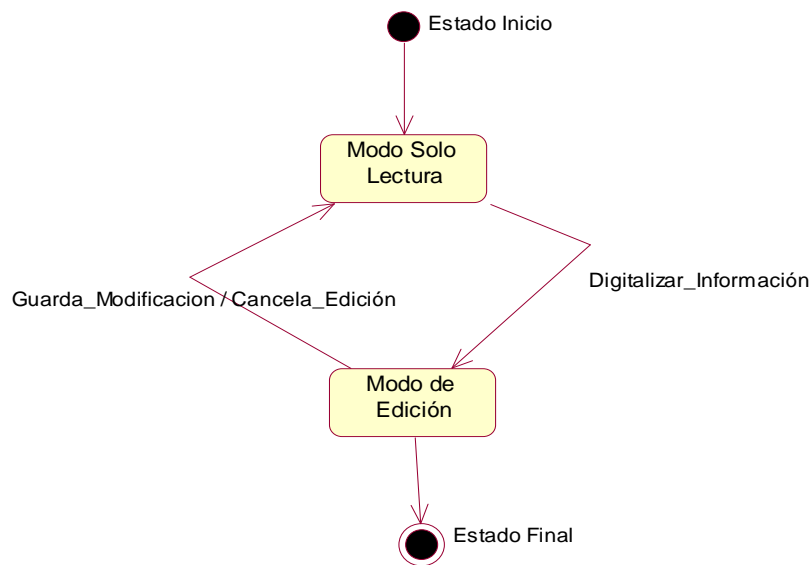 Estado Inicio
Modo Solo
Lectura
Digitalizar_Información
Guarda_Modificacion / Cancela_Edición
Modo de
Edición
Estado Final